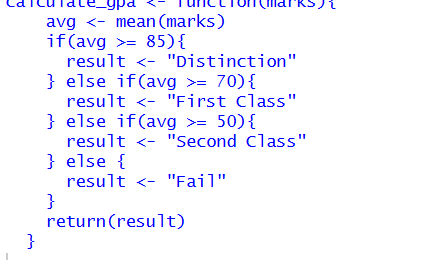 calculate_gpa <- function(marks){
    avg <- mean(marks)
    if(avg >= 85){
      result <- "Distinction"
    } else if(avg >= 70){
      result <- "First Class"
    } else if(avg >= 50){
      result <- "Second Class"
    } else {
      result <- "Fail"
    }
    return(result)
  }